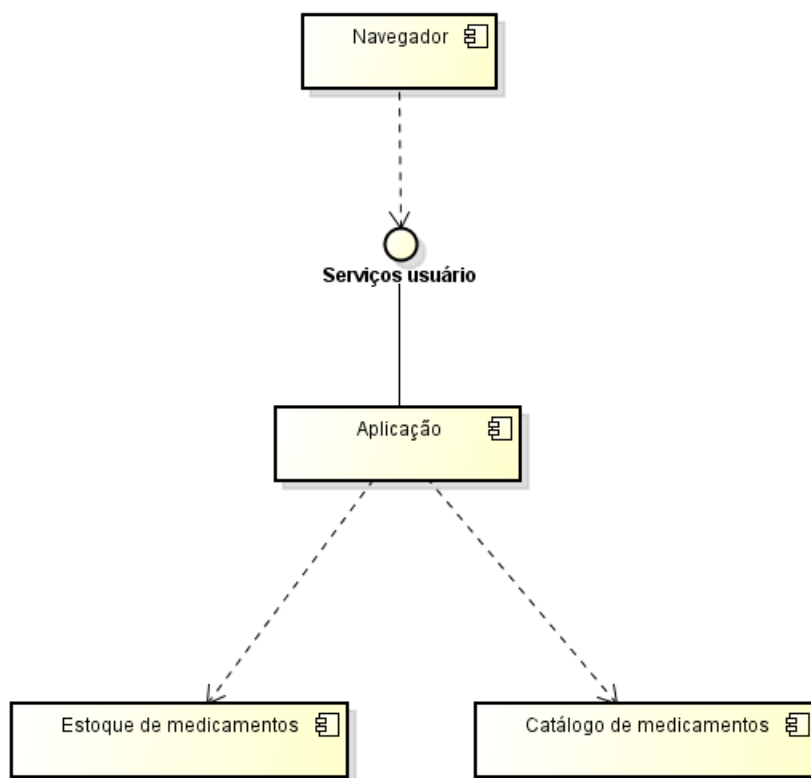 Navegador
Serviços usuário
Aplicação
Estoque de medicamentos
Catálogo de medicamentos